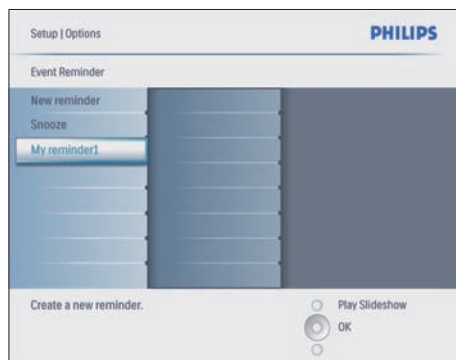 Setup | Options
PHILIPS
Event Reminder
New reminder
Snooze
My reminder1
Create a new reminder.
Play Slideshow
OK